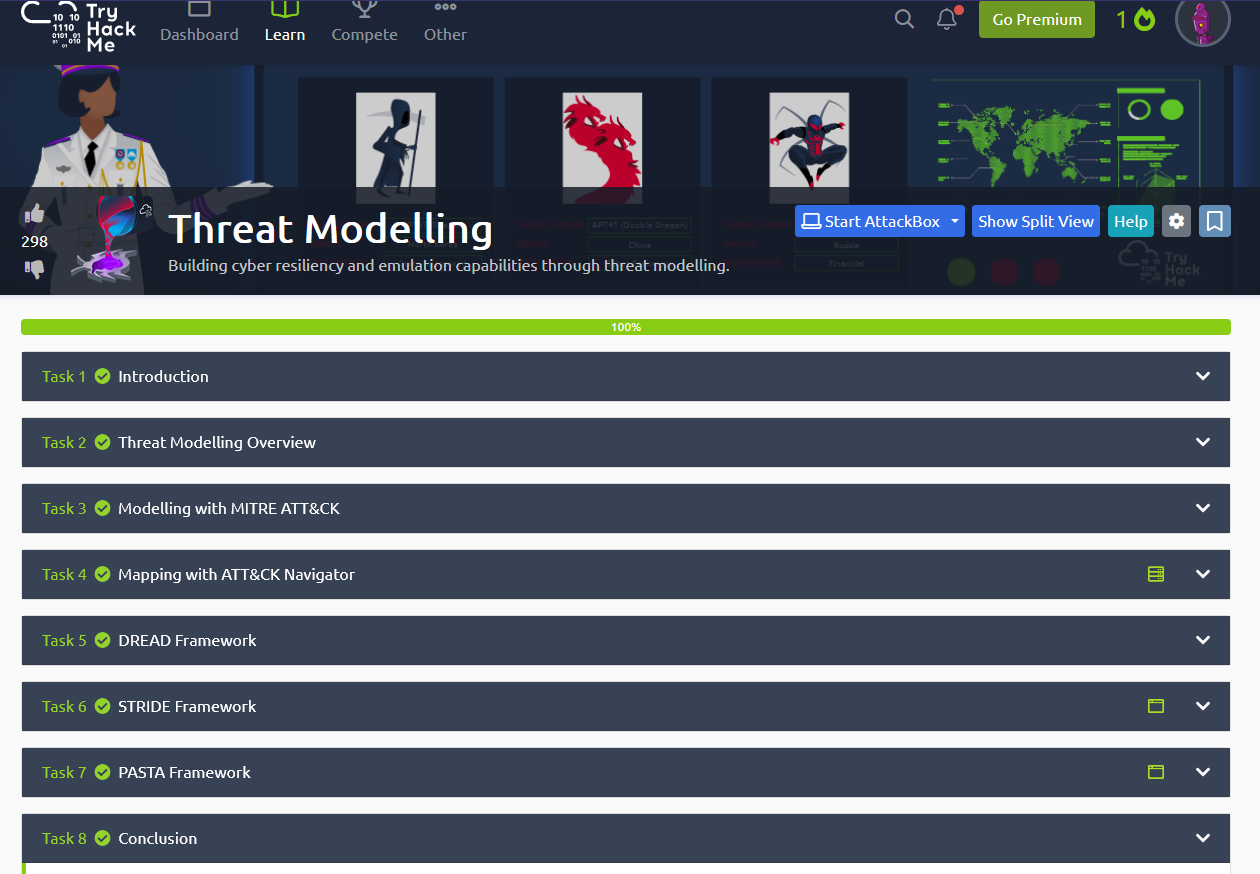 Try
Hack
Me
10 10
1110
0101 01
01 010
Dashboard
Learn
Compete
Other
Go Premium
1
298
Threat Modelling
Building cyber resiliency and emulation capabilities through threat modelling.
APT41 (Double Dragon)
China
Russia
Financial
Start AttackBox
Show Split View
Help
Try
Hack
Me
100%
Task 1 Introduction
Task 2 Threat Modelling Overview
Task 3 Modelling with MITRE ATT&CK
Task 4 Mapping with ATT&CK Navigator
Task 5 DREAD Framework
Task 6 STRIDE Framework
Task 7 PASTA Framework
Task 8 Conclusion